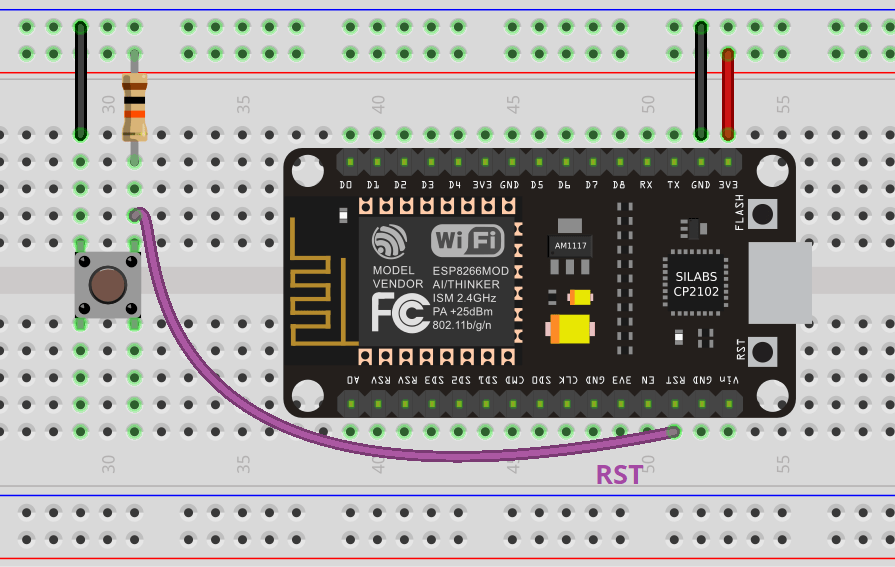 30 35 40 45 50 55
D0 D1 D2 D3 D4 3V3 GND D5 D6 D7 D8 RX TX GND 3V3
FLASH
WiFi
AM1117
MODEL ESP8266MOD
VENDOR AI/THINKER
ISM 2.4GHz
FC PA +25dBm
802.11b/g/n
SILABS
CP2102
RST
A0 RSV RSV SD3 SD2 SD1 CMD SD0 CLK GND 3V3 EN RST GND Vin
30 35 40 45 50 55
RST